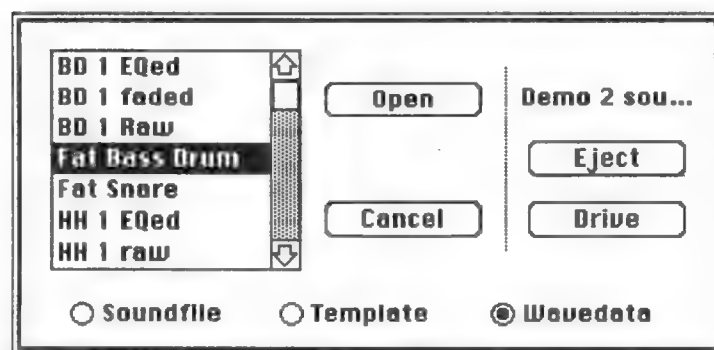 BD 1 EQed
BD 1 faded
BD 1 Raw
Fat Bass Drum
Fat Snare
HH 1 EQed
HH 1 raw
Open
Cancel
Demo 2 sou...
Eject
Drive
Soundfile
Template
Wavedata